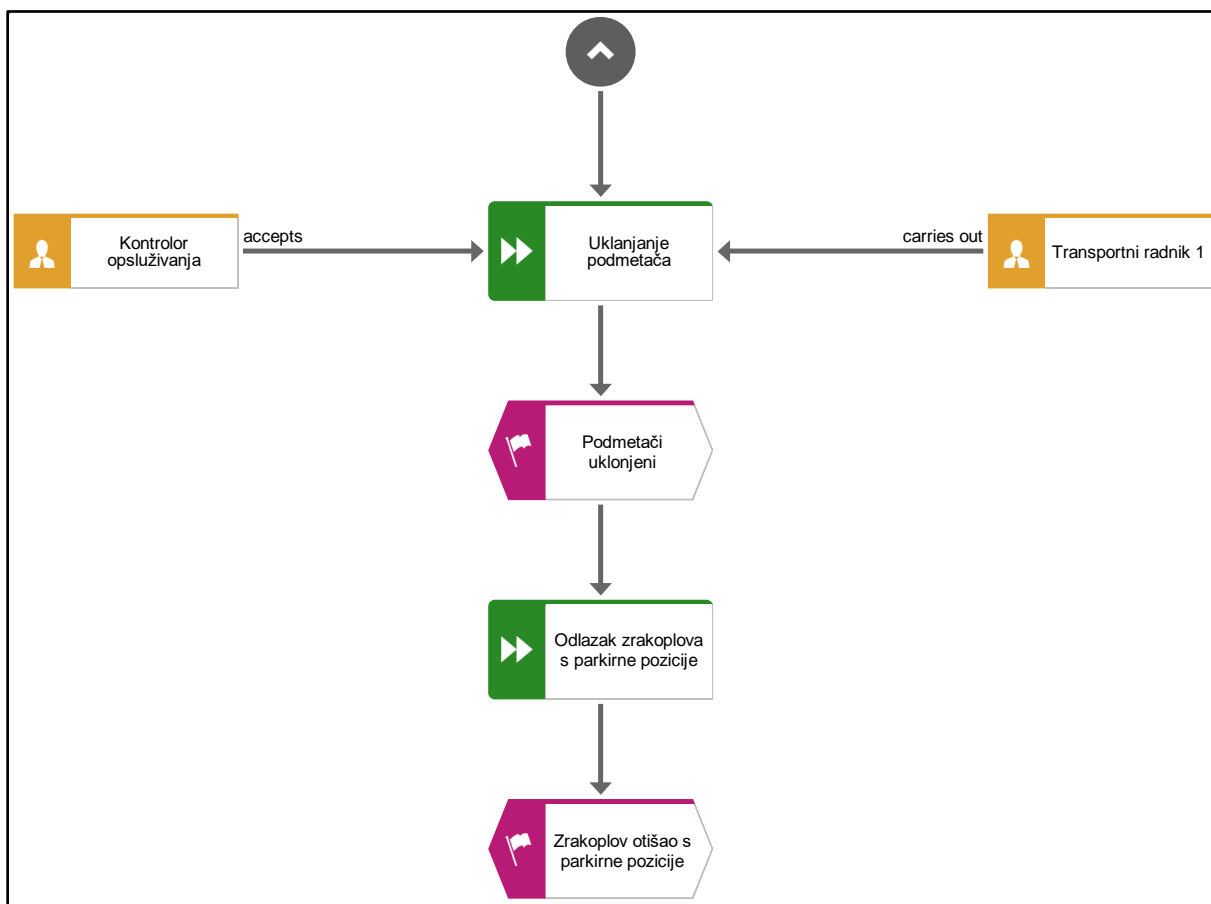 Kontrolor
opsluživanja
accepts
Uklanjanje
podmetača
carries out
Transportni radnik 1
Podmetači
uklonjeni
Odlazak zrakoplova
s parkirne pozicije
Zrakoplov otišao s
parkirne pozicije